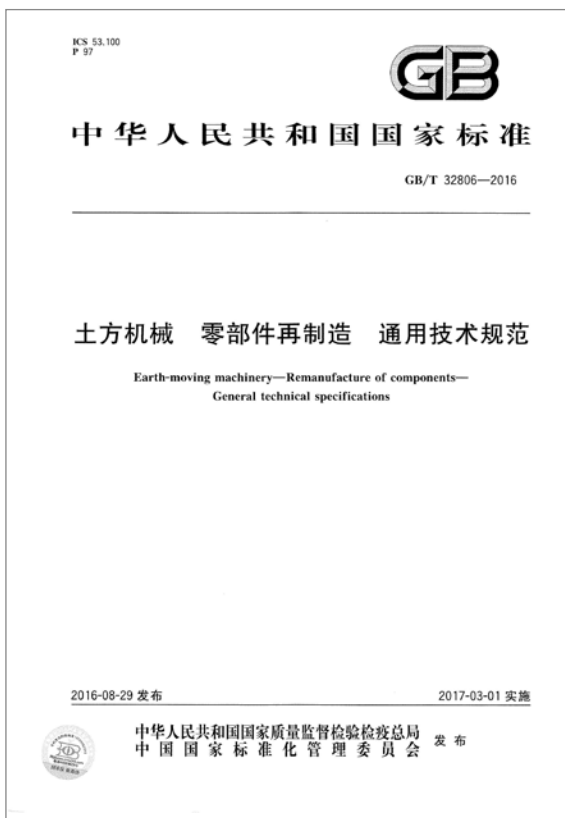 ICS 53.100
P 97
GB
中华人民共和国国家标准
GB/T 32806—2016
土方机械 零部件再制造 通用技术规范
Earth-moving machinery—Remanufacture of components—
General technical specifications
2016-08-29 发布
2017-03-01 实施
中华人民共和国国家质量监督检验检疫总局
中国国家标准化管理委员会
发布